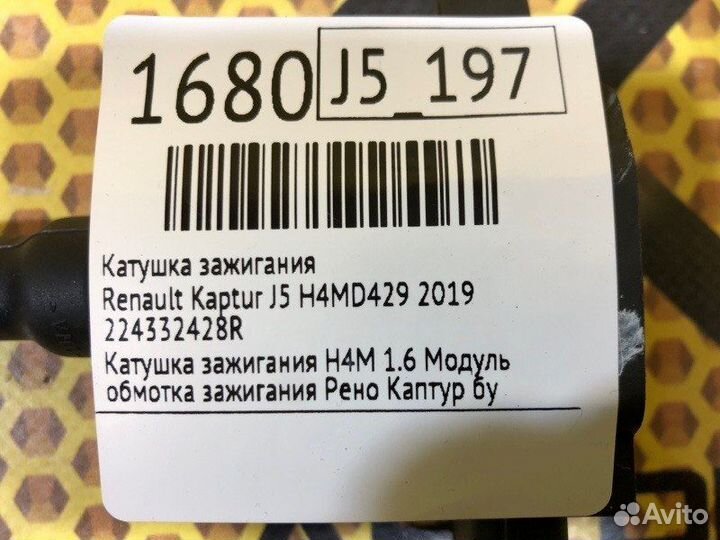 1680 J5_197
Катушка зажигания
Renault Kaptur J5 H4MD429 2019
224332428R
Катушка зажигания H4M 1.6 Модуль
обмотка зажигания Рено Каптур бу
Avito